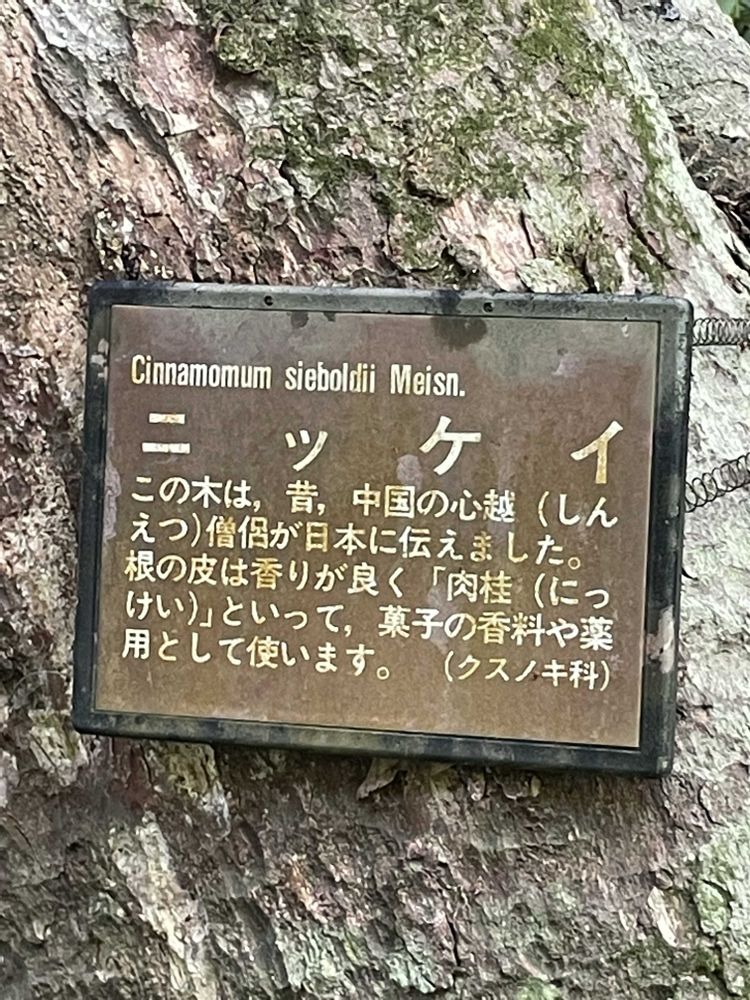 Cinnamomum sieboldii Meisn.
ニッケイ
この木は，昔，中国の心越（しん
えつ）僧侶が日本に伝えました。
根の皮は香りが良く「肉桂（にっ
けい）」といって，菓子の香料や薬
用として使います。（クスノキ科）